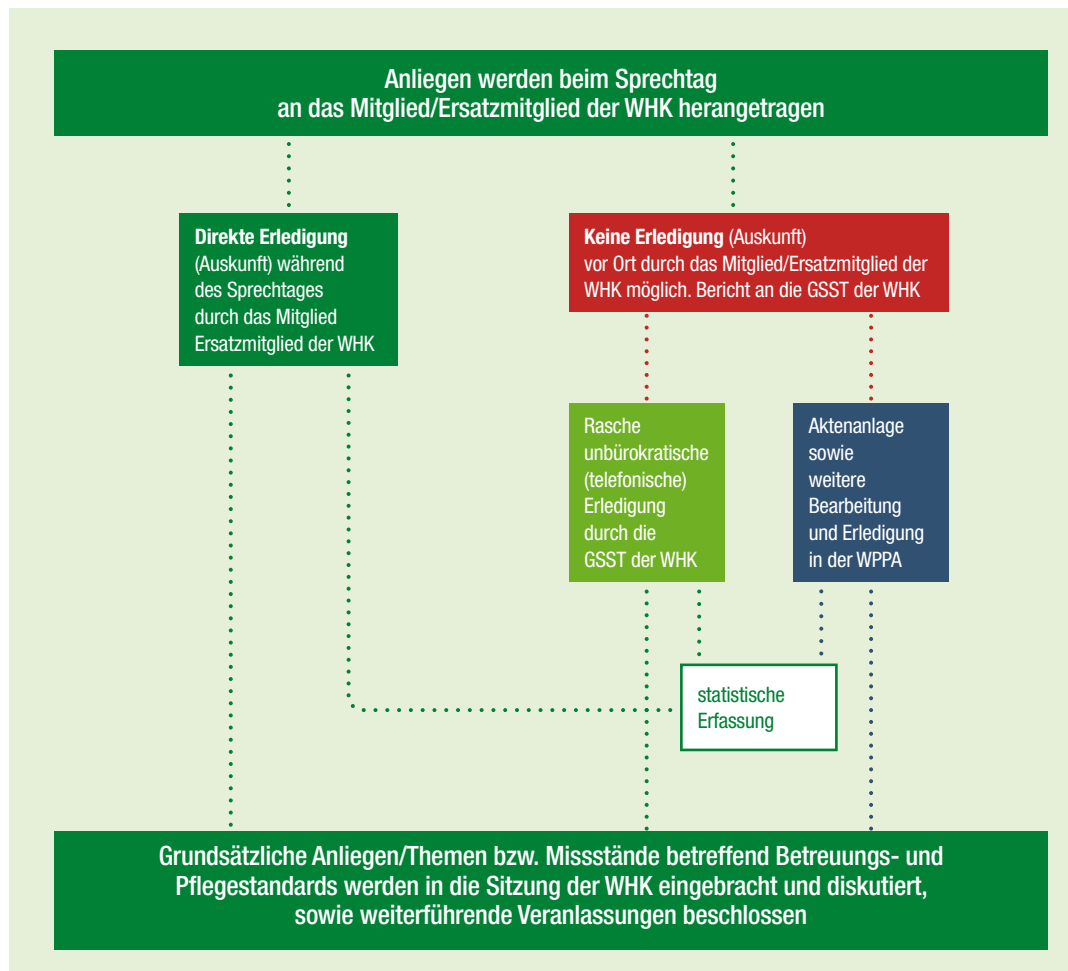 Anliegen werden beim Sprechtag
an das Mitglied/Ersatzmitglied der WHK herangetragen
Direkte Erledigung
(Auskunft) während
des Sprechtages
durch das Mitglied
Ersatzmitglied der WHK
Keine Erledigung (Auskunft)
vor Ort durch das Mitglied/Ersatzmitglied der
WHK möglich. Bericht an die GSST der WHK
Rasche
unbürokratische
(telefonische)
Erledigung
durch die
GSST der WHK
Aktenanlage
sowie
weitere
Bearbeitung
und Erledigung
in der WPPA
statistische
Erfassung
Grundsätzliche Anliegen/Themen bzw. Missstände betreffend Betreuungs- und
Pflegestandards werden in die Sitzung der WHK eingebracht und diskutiert,
sowie weiterführende Veranlassungen beschlossen